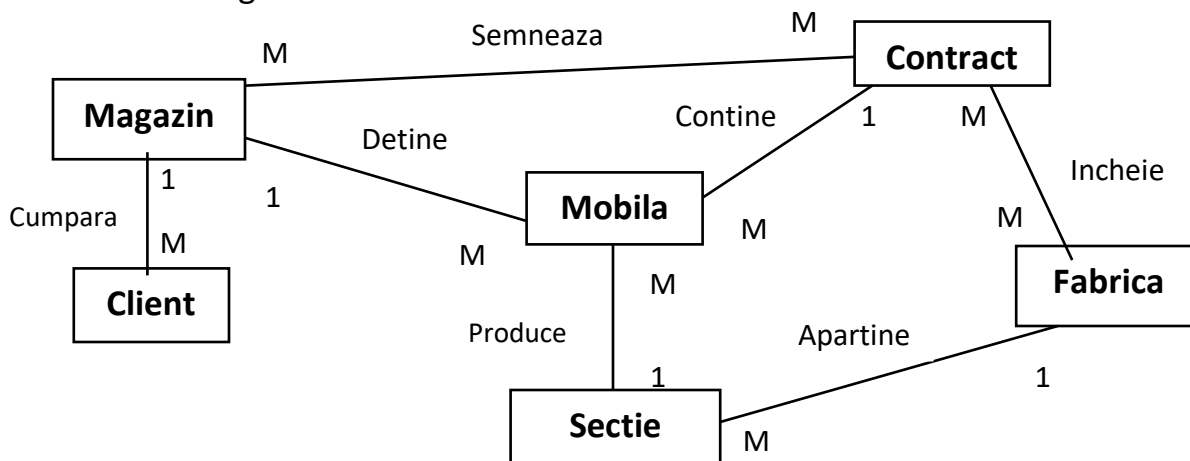 Semneaza
M
M
Contract
Magazin
Detine
Contine
1
M
1
1
Mobila
Incheie
Cumpara
M
M
M
M
Client
M
Fabrica
Produce
Apartine
1
1
Sectie
M